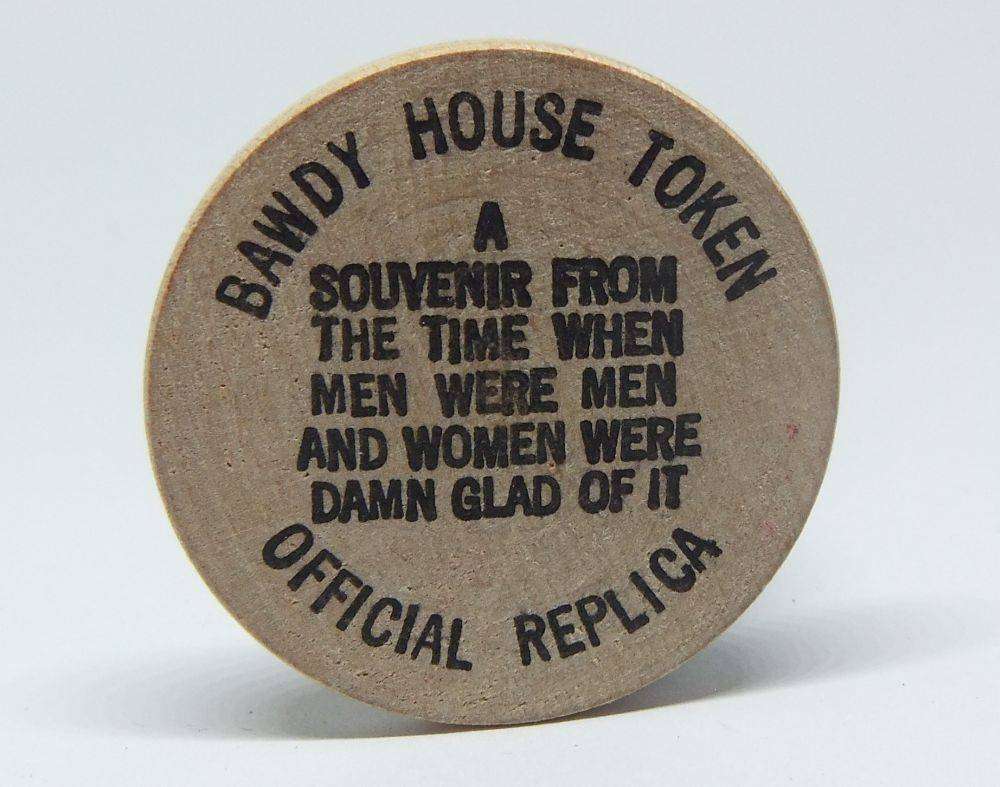 BAWDY HOUSE TOKEN
A
SOUVENIR FROM
THE TIME WHEN
MEN WERE MEN
AND WOMEN WERE
DAMN GLAD OF IT
OFFICIAL REPLICA